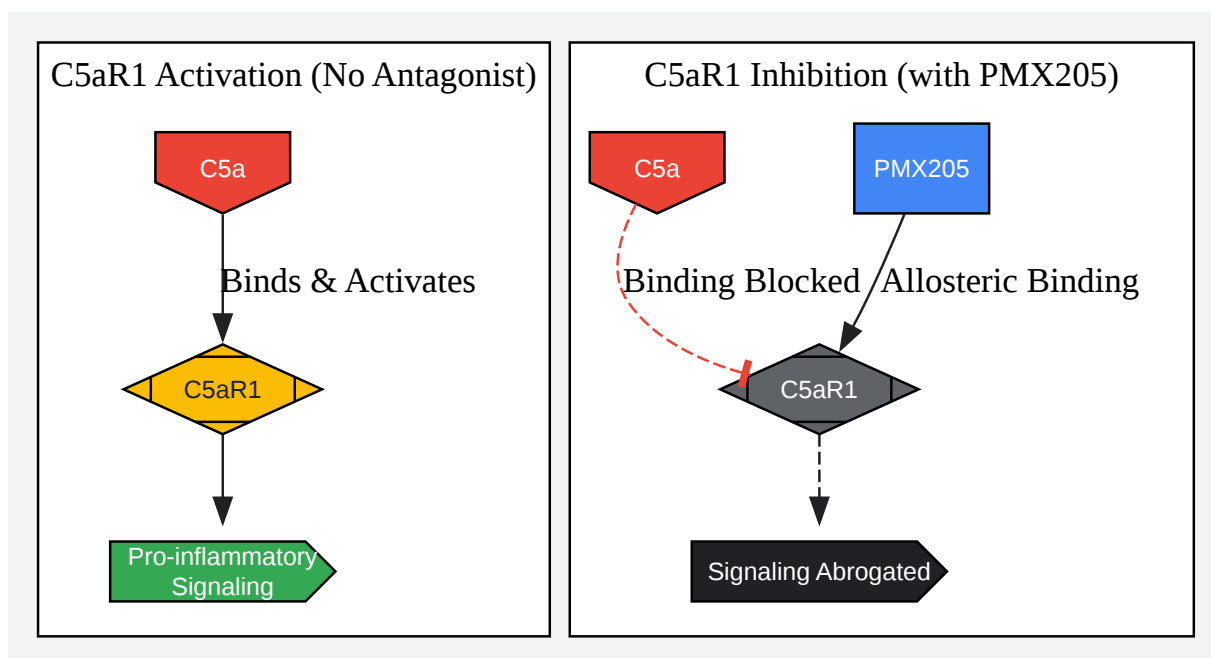 C5aR1 Activation (No Antagonist)
C5a
Binds & Activates
C5aR1
Pro-inflammatory
Signaling
C5aR1 Inhibition (with PMX205)
C5a
PMX205
Binding Blocked
Allosteric Binding
C5aR1
Signaling Abrogated